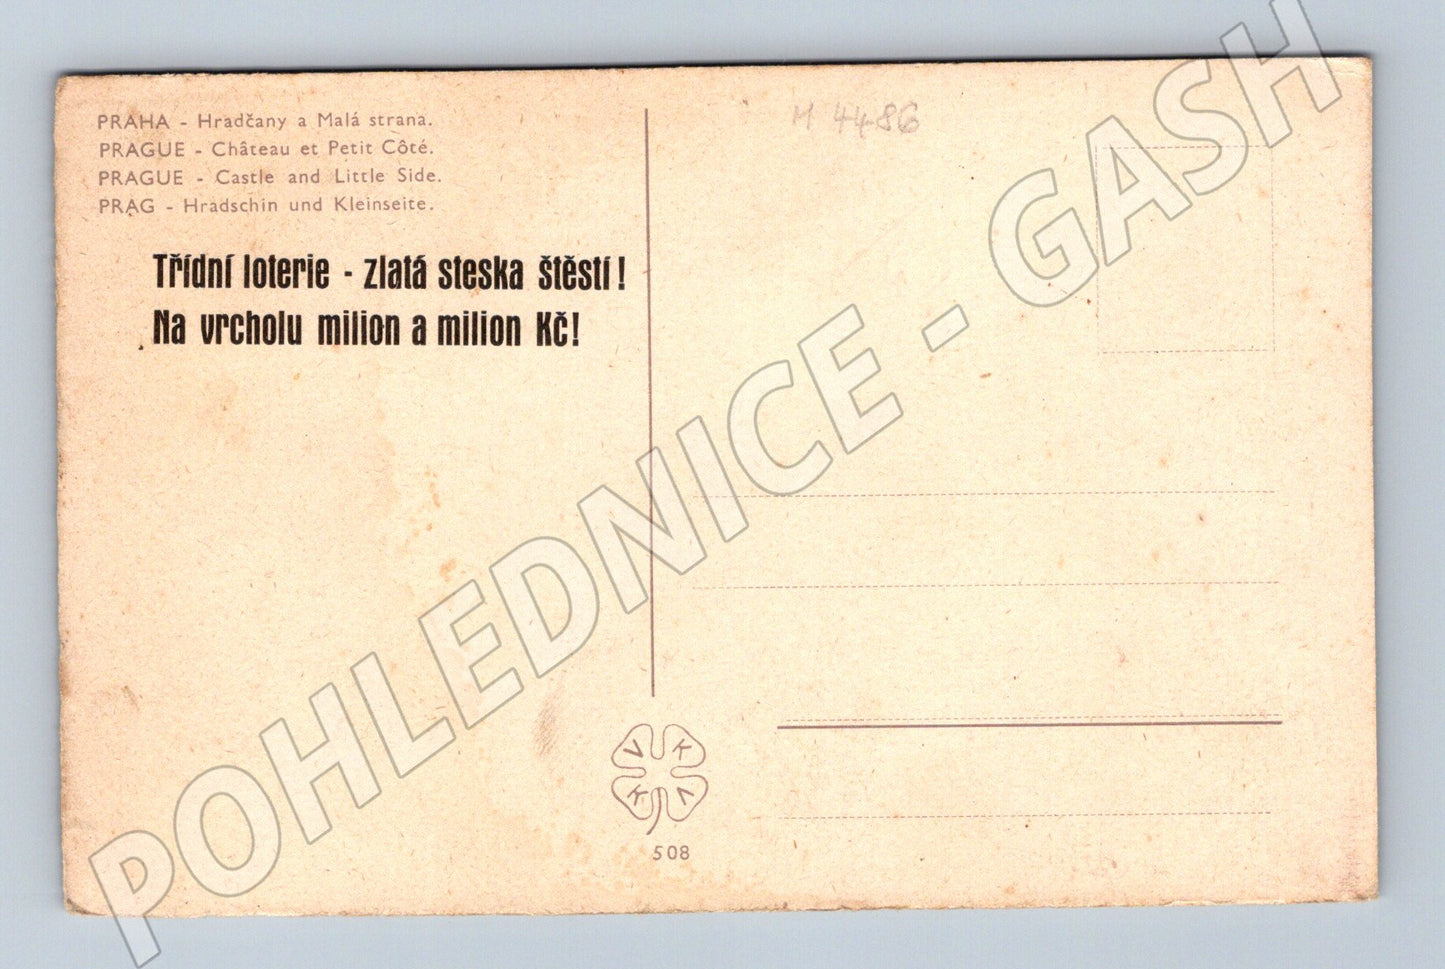 PRAHA - Hradčany a Malá strana.
PRAGUE - Château et Petit Côté.
PRAGUE - Castle and Little Side.
PRAG - Hradschin und Kleinseite.
Třídní loterie - zlatá steska štěstí!
Na vrcholu milion a milion Kč!
M 4486
V K
K V
508
POHLEDNICE - GASH